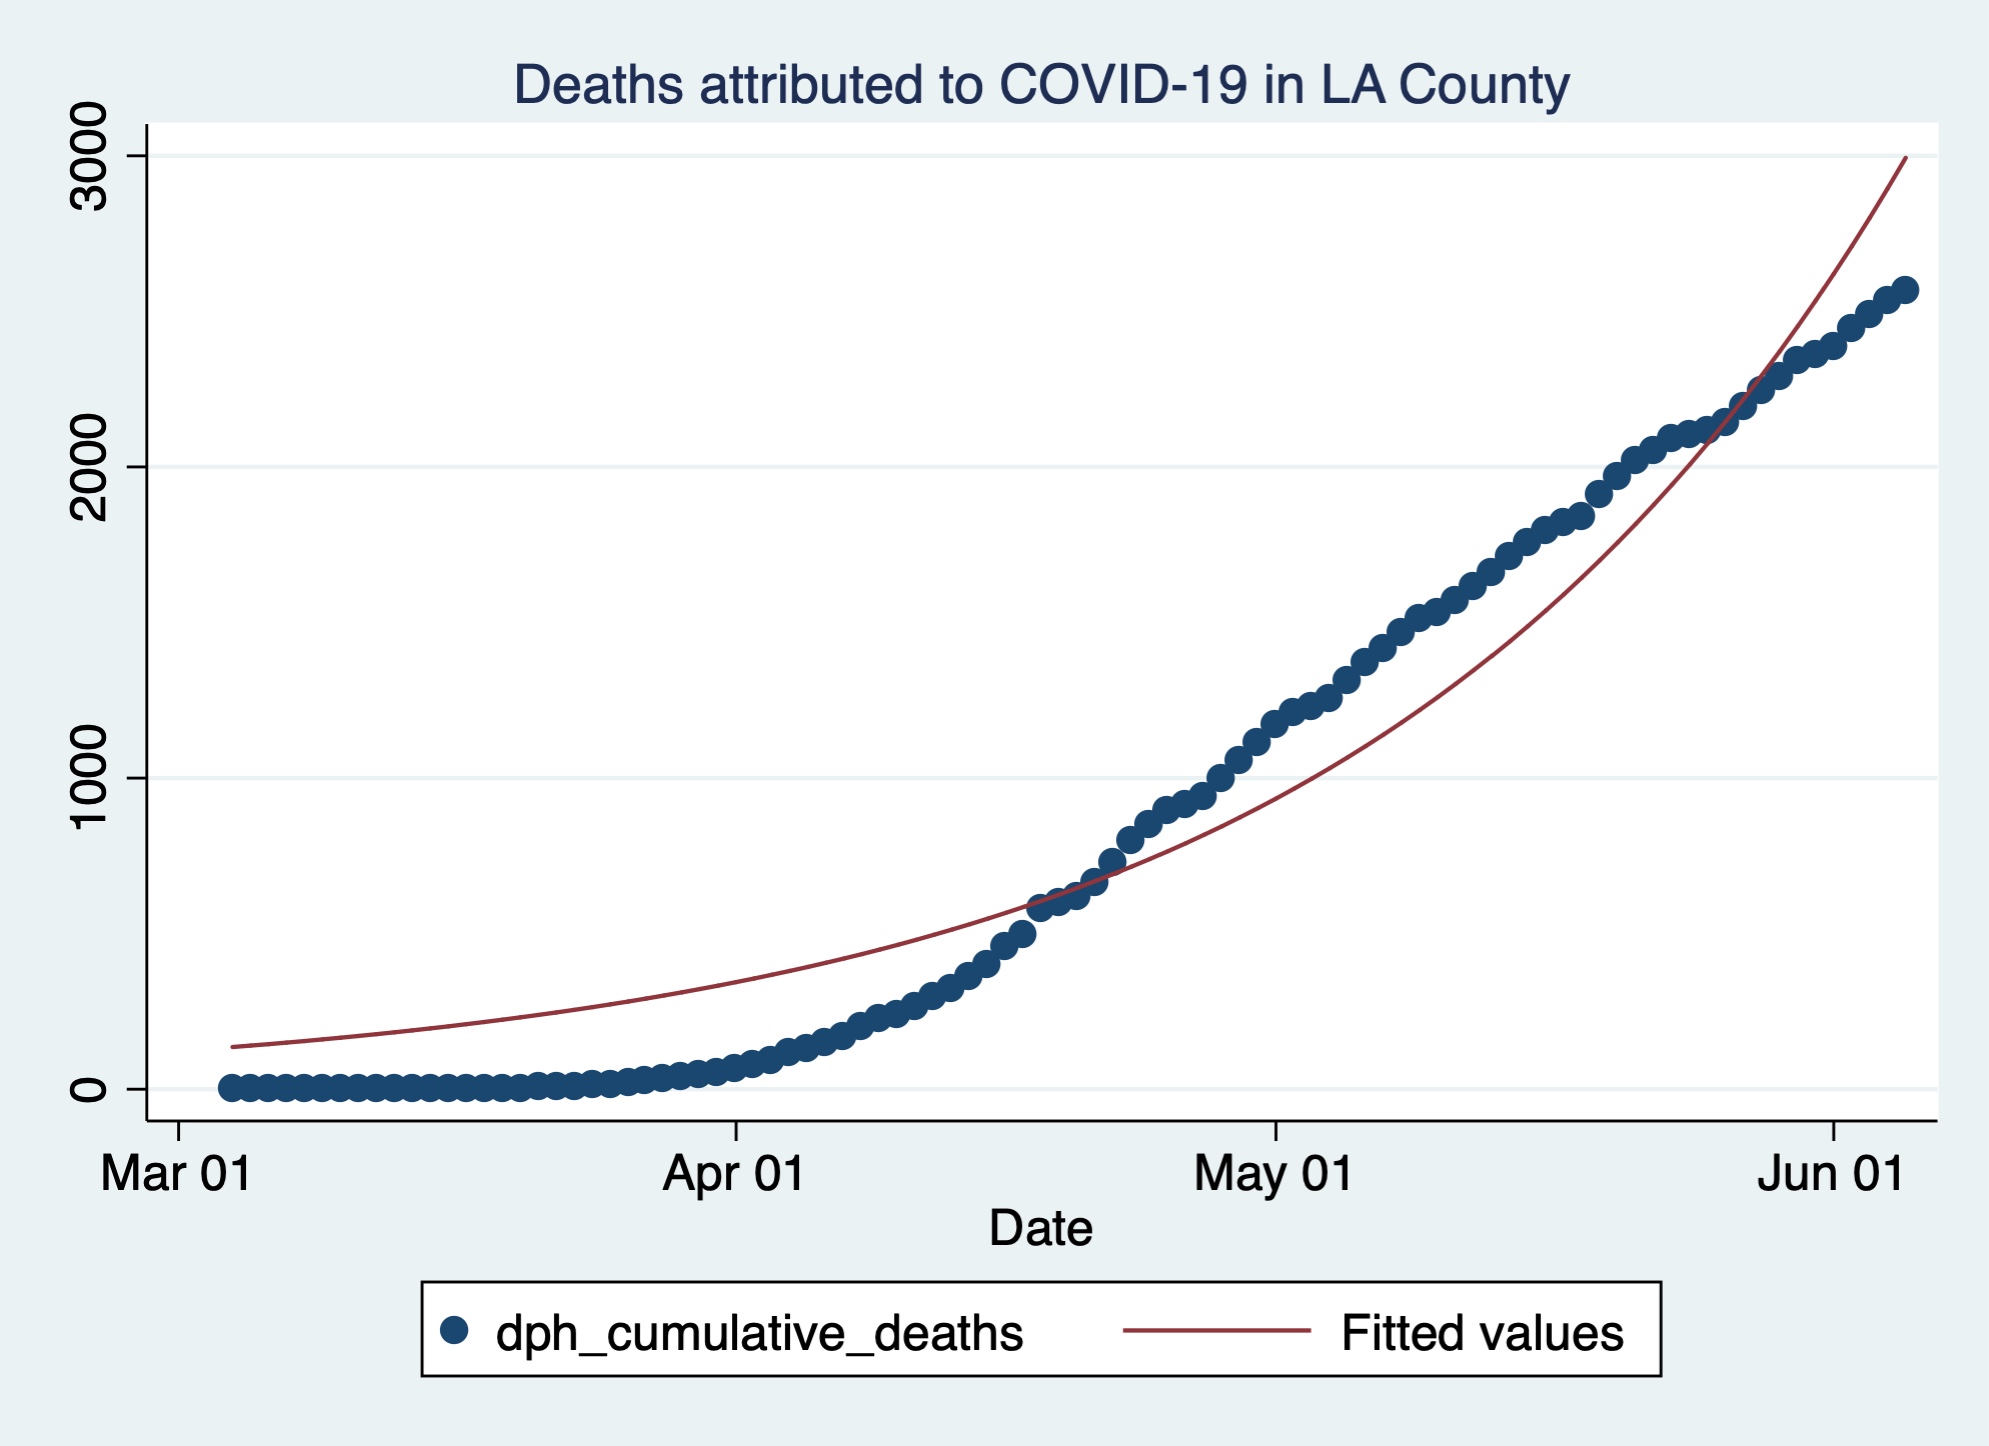 Deaths attributed to COVID-19 in LA County
3000
2000
1000
0
Mar 01 Apr 01 May 01 Jun 01
Date
dph_cumulative_deaths Fitted values